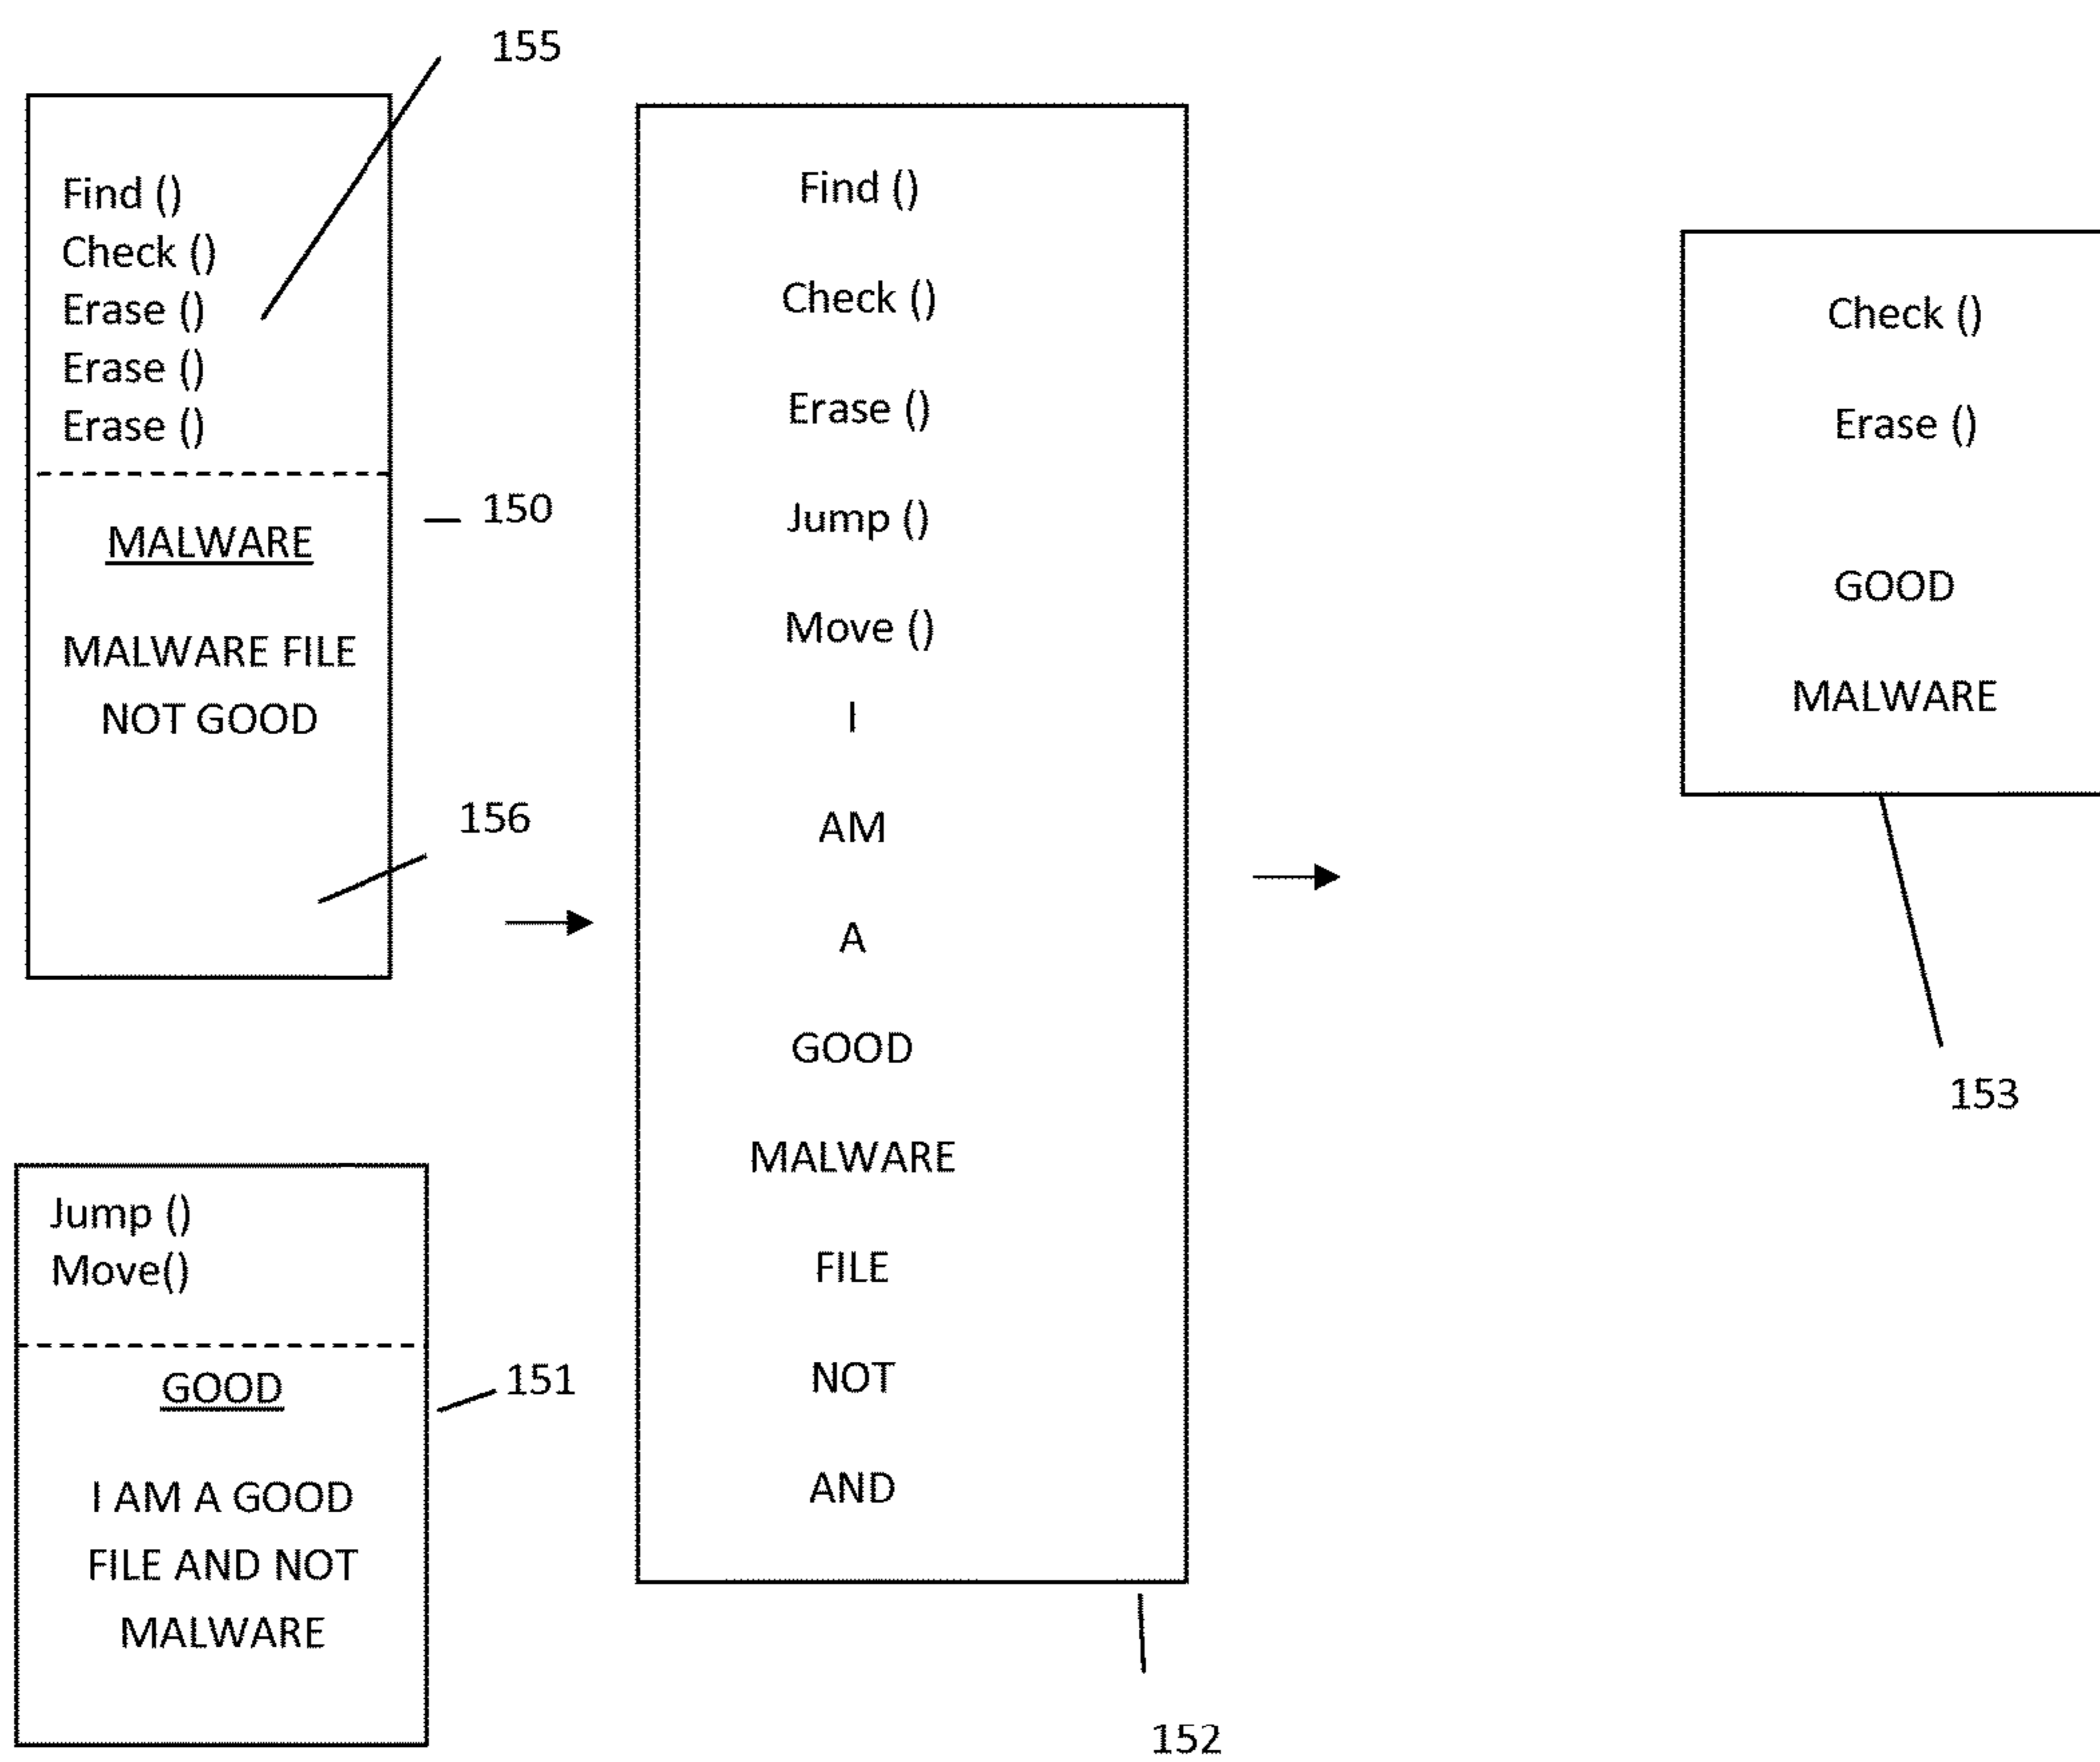 155
Find ()
Check ()
Erase ()
Erase ()
Erase ()
150
MALWARE
MALWARE FILE
NOT GOOD
156
Jump ()
Move()
GOOD
151
I AM A GOOD
FILE AND NOT
MALWARE
Find ()
Check ()
Erase ()
Jump ()
Move ()
I
AM
A
GOOD
MALWARE
FILE
NOT
AND
152
Check ()
Erase ()
GOOD
MALWARE
153